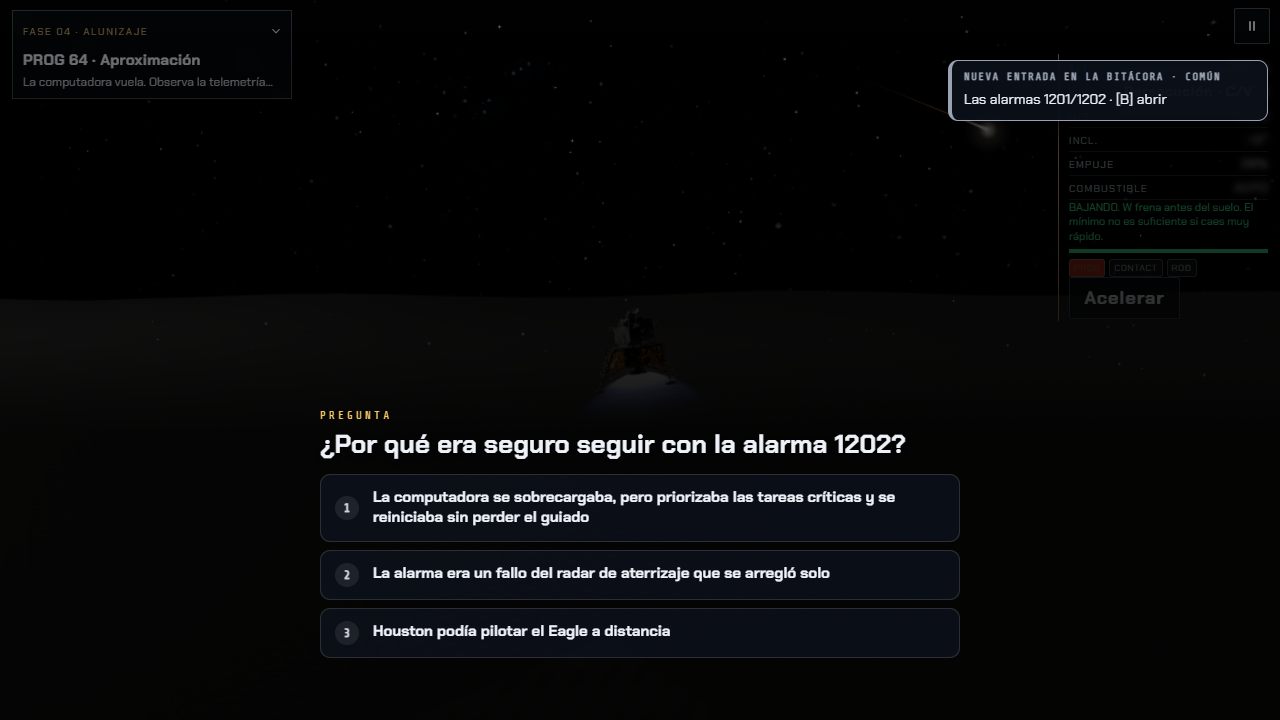 FASE 04 · ALUNIZAJE
PROG 64 · Aproximación
La computadora vuela. Observa la telemetría...
NUEVA ENTRADA EN LA BITÁCORA · COMÚN
Las alarmas 1201/1202 · [B] abrir
INCL.
EMPUJE
COMBUSTIBLE
BAJANDO. W frena antes del suelo. El
mínimo no es suficiente si caes muy
rápido.
CONTACT
Acelerar
PREGUNTA
¿Por qué era seguro seguir con la alarma 1202?
1
La computadora se sobrecargaba, pero priorizaba las tareas críticas y se
reiniciaba sin perder el guiado
2
La alarma era un fallo del radar de aterrizaje que se arregló solo
3
Houston podía pilotar el Eagle a distancia